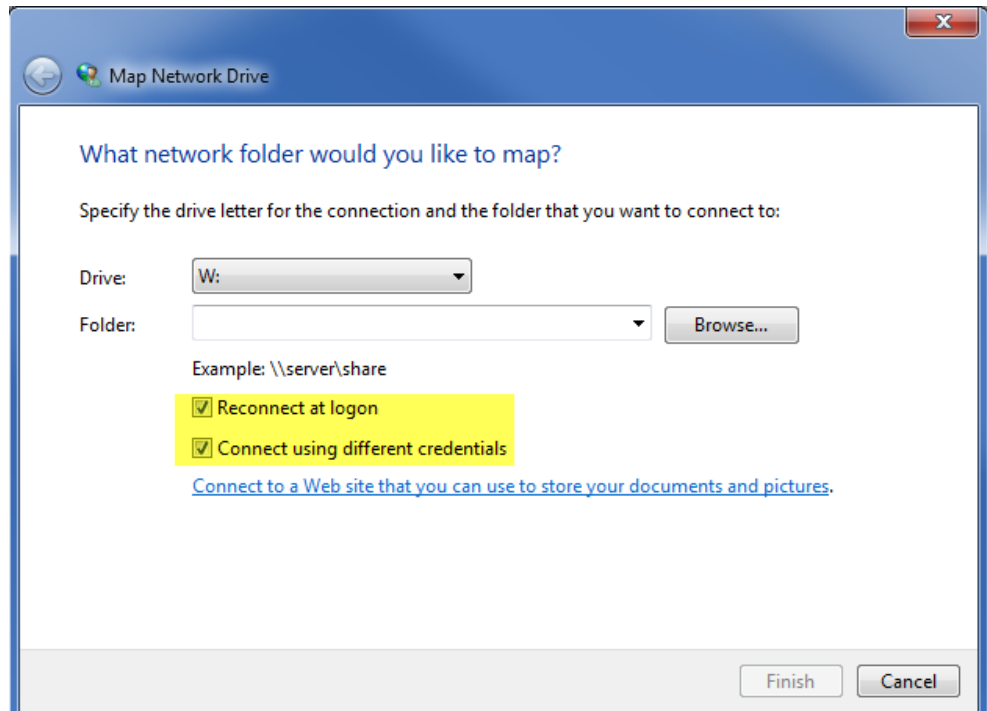 Map Network Drive
What network folder would you like to map?
Specify the drive letter for the connection and the folder that you want to connect to:
Drive: W:
Folder: Browse...
Example: \\server\share
Reconnect at logon
Connect using different credentials
Connect to a Web site that you can use to store your documents and pictures.
Finish Cancel